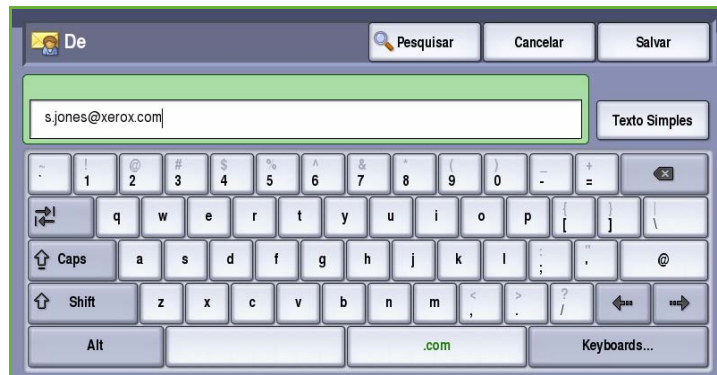 De Pesquisar Cancelar Salvar
s.jones@xerox.com
Texto Simples
~ ` ! 1 @ 2 # 3 $ 4 % 5 ^ 6 & 7 * 8 ( 9 ) 0 _ - + =
q w e r t y u i o p { [ } ] | \
Caps a s d f g h j k l : ; " ' @
Shift z x c v b n m < , > . ? /
Alt .com Keyboards...